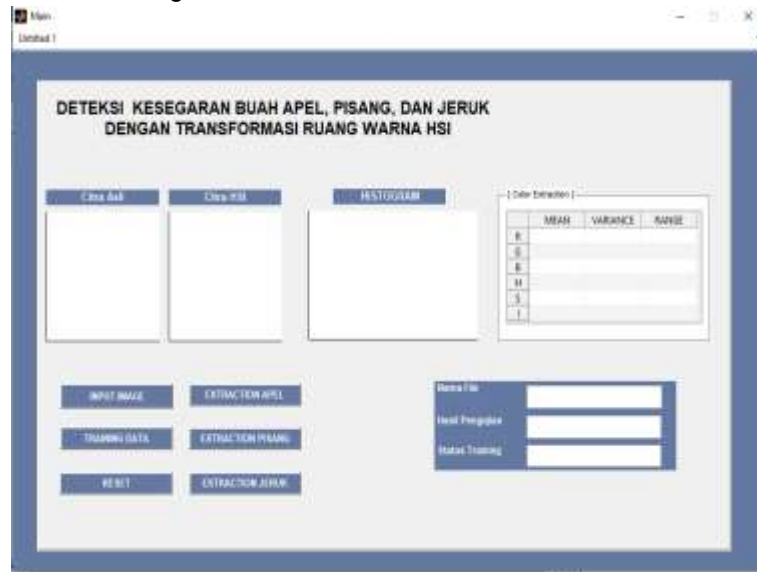 Main
Untitled 1
DETEKSI KESEGARAN BUAH APEL, PISANG, DAN JERUK
DENGAN TRANSFORMASI RUANG WARNA HSI
Citra Asli
Citra HSI
HISTOGRAM
[ Color Extraction ]
MEAN VARIANCE RANGE
R
G
B
H
S
I
INPUT IMAGE
EXTRACTION APEL
TRAINING DATA
EXTRACTION PISANG
RESET
EXTRACTION JERUK
Nama File
Hasil Pengujian
Status Training